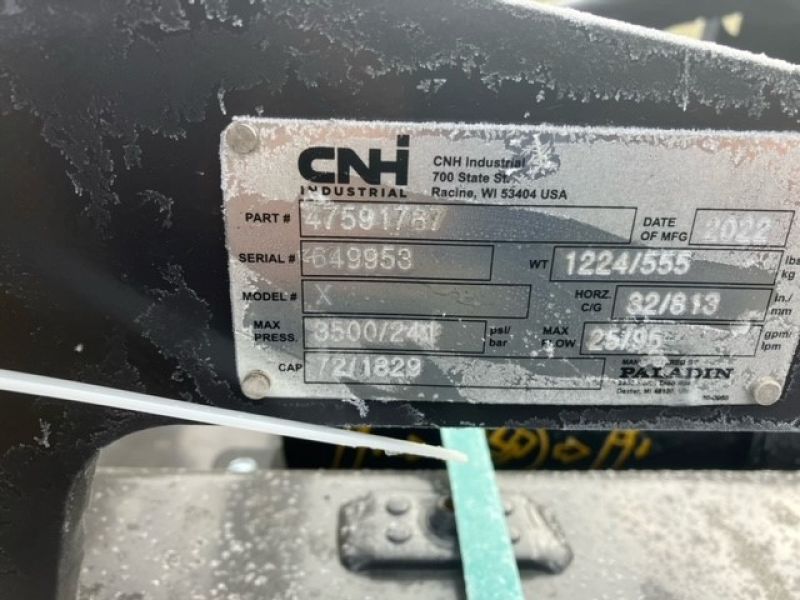 CNH
INDUSTRIAL
CNH Industrial
700 State St.
Racine, WI 53404 USA
PART # 47591787
DATE OF MFG 2022
SERIAL # 649953
WT 1224/555 lbs kg
MODEL # X
HORZ. C/G 32/813 in./ mm
MAX PRESS. 3500/241 psi/ bar
MAX FLOW 25/95 gpm/ lpm
CAP 72/1829
PALADIN